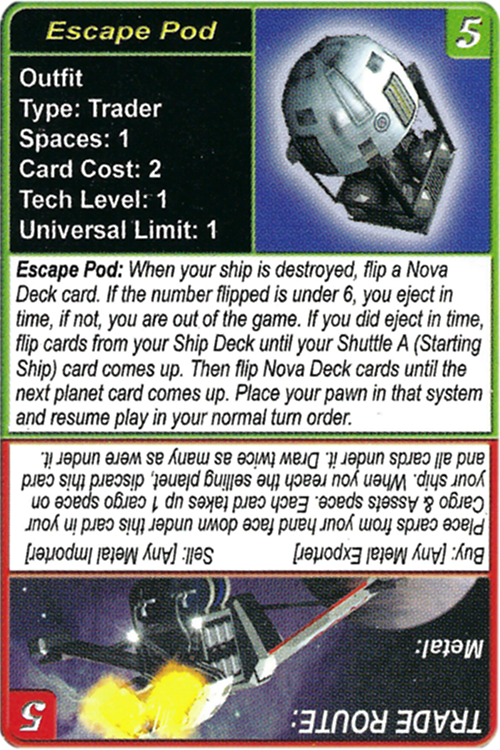 Escape Pod
5
Outfit
Type: Trader
Spaces: 1
Card Cost: 2
Tech Level: 1
Universal Limit: 1
Escape Pod: When your ship is destroyed, flip a Nova
Deck card. If the number flipped is under 6, you eject in
time, if not, you are out of the game. If you did eject in time,
flip cards from your Ship Deck until your Shuttle A (Starting
Ship) card comes up. Then flip Nova Deck cards until the
next planet card comes up. Place your pawn in that system
and resume play in your normal turn order.
TRADE ROUTE:
5
Metal:
Buy: [Any Metal Exporter] Sell: [Any Metal Importer]
Place cards from your hand face down under this card in your
Cargo & Assets space. Each card takes up 1 cargo space on
your ship. When you reach the selling planet, discard this card
and all cards under it. Draw twice as many as were under it.